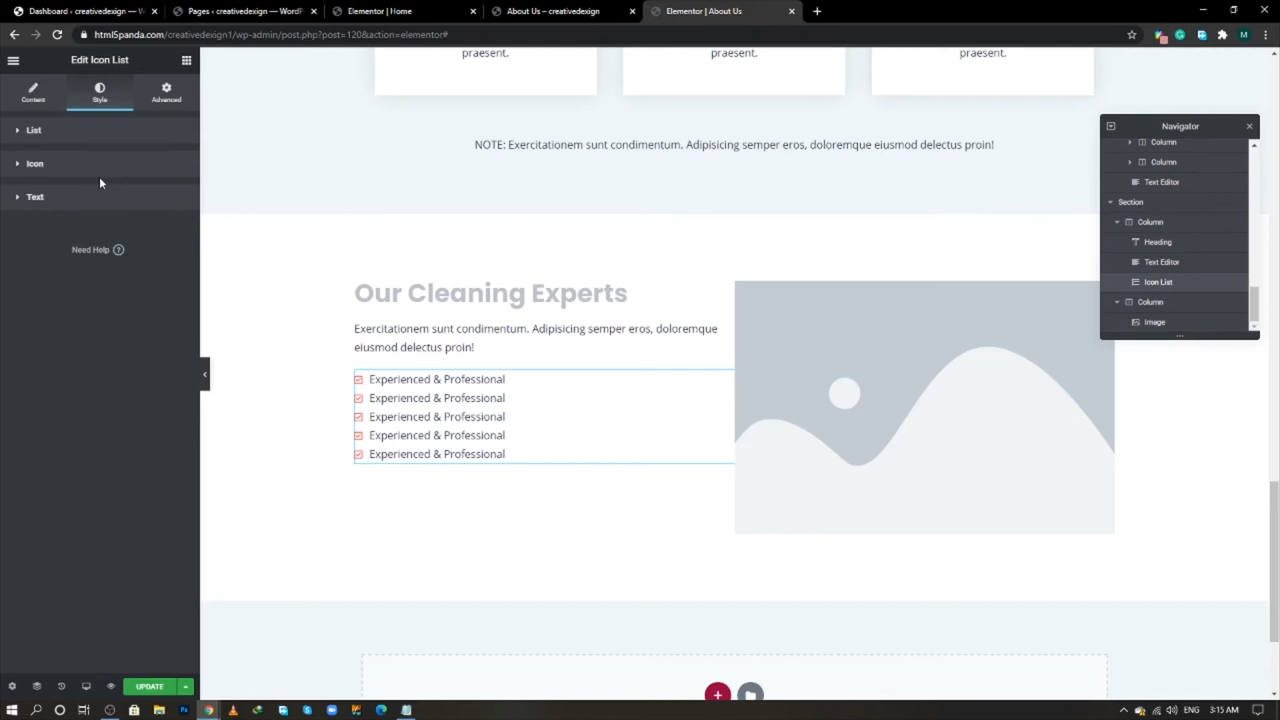 Dashboard ‹ creativedexign — W
Pages ‹ creativedexign — WordP
Elementor | Home
About Us – creativedexign
Elementor | About Us
html5panda.com/creativedexign1/wp-admin/post.php?post=120&action=elementor#
Edit Icon List
Content
Style
Advanced
List
Icon
Text
Need Help
praesent.
praesent.
praesent.
NOTE: Exercitationem sunt condimentum. Adipisicing semper eros, doloremque eiusmod delectus proin!
Navigator
Column
Column
Text Editor
Section
Column
Heading
Text Editor
Icon List
Column
Image
Our Cleaning Experts
Exercitationem sunt condimentum. Adipisicing semper eros, doloremque
eiusmod delectus proin!
Experienced & Professional
Experienced & Professional
Experienced & Professional
Experienced & Professional
Experienced & Professional
UPDATE
ENG
3:15 AM